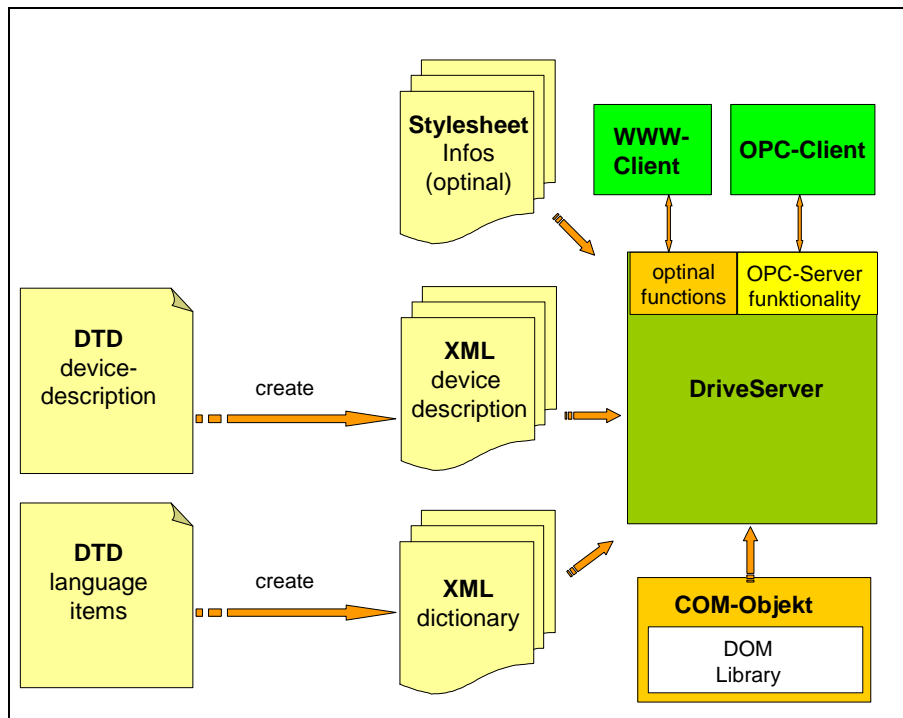 Stylesheet
Infos
(optinal)
WWW-
Client
OPC-Client
optinal
functions
OPC-Server
funktionality
DriveServer
DTD
device-
description
create
XML
device
description
DTD
language
items
create
XML
dictionary
COM-Objekt
DOM
Library